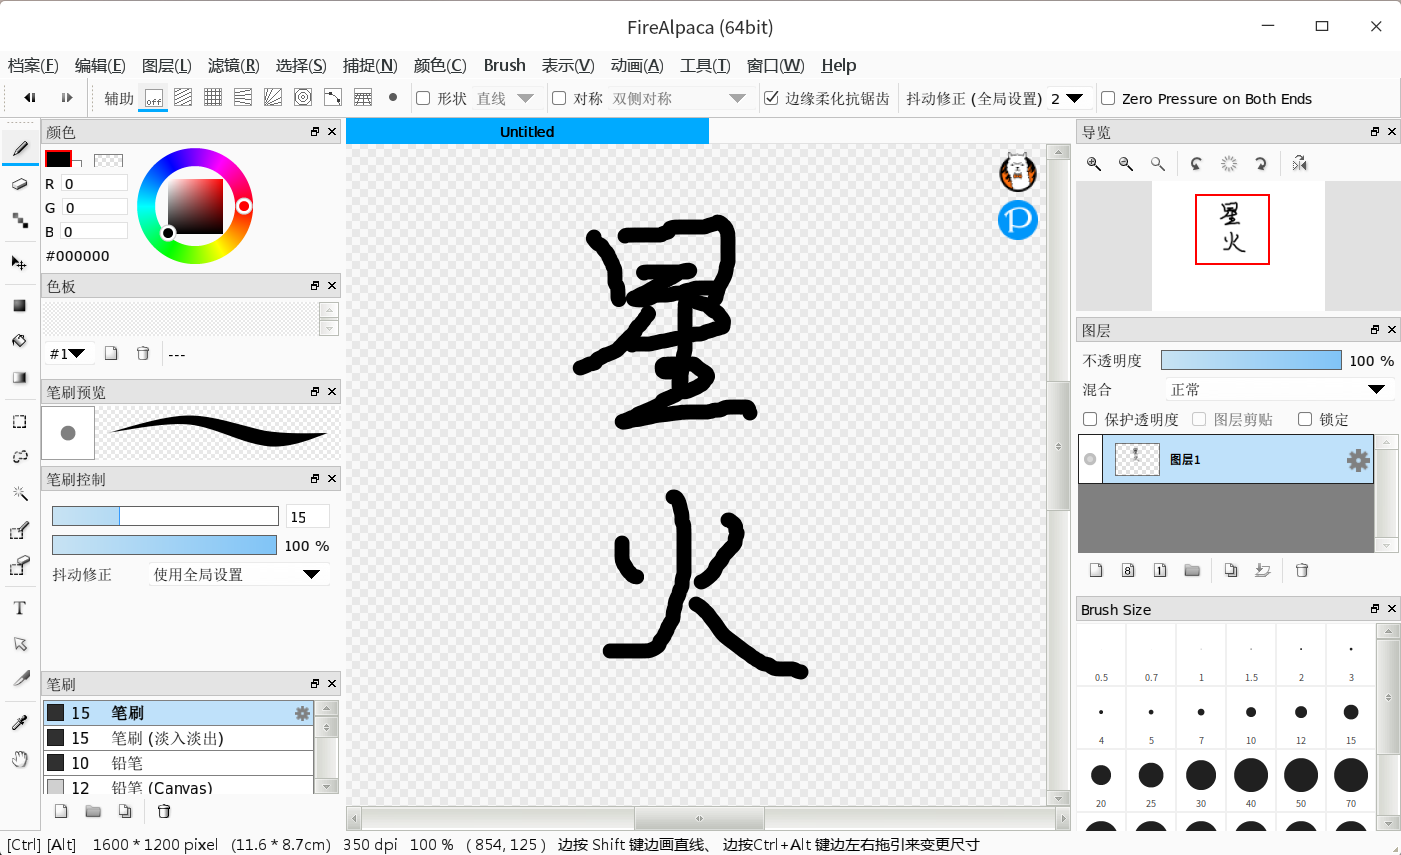 FireAlpaca (64bit)
档案(F) 编辑(E) 图层(L) 滤镜(R) 选择(S) 捕捉(N) 颜色(C) Brush 表示(V) 动画(A) 工具(T) 窗口(W) Help
辅助 off 形状 直线 对称 双侧对称 边缘柔化抗锯齿 抖动修正 (全局设置) 2 Zero Pressure on Both Ends
颜色
R 0
G 0
B 0
#000000
色板
#1 ---
笔刷预览
笔刷控制
15
100 %
抖动修正 使用全局设置
笔刷
15 笔刷
15 笔刷 (淡入淡出)
10 铅笔
12 铅笔 (Canvas)
Untitled
P
星
火
导览
星
火
图层
不透明度 100 %
混合 正常
保护透明度 图层剪贴 锁定
图层1
8 1
Brush Size
0.5 0.7 1 1.5 2 3
4 5 7 10 12 15
20 25 30 40 50 70
T
[Ctrl] [Alt] 1600 * 1200 pixel (11.6 * 8.7cm) 350 dpi 100 % ( 854, 125 ) 边按 Shift 键边画直线、 边按Ctrl+Alt 键边左右拖引来变更尺寸